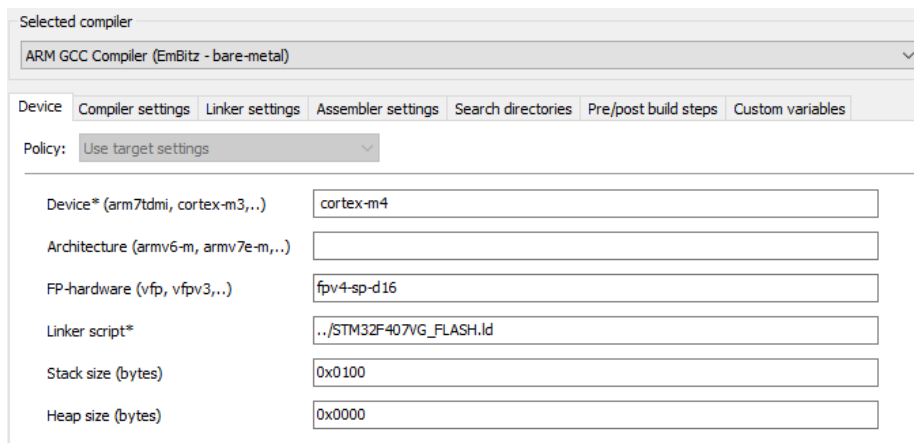 Selected compiler
ARM GCC Compiler (EmBitz - bare-metal)
Device Compiler settings Linker settings Assembler settings Search directories Pre/post build steps Custom variables
Policy: Use target settings
Device* (arm7tdmi, cortex-m3,..) cortex-m4
Architecture (armv6-m, armv7e-m,..)
FP-hardware (vfp, vfpv3,..) fpv4-sp-d16
Linker script* ../STM32F407VG_FLASH.ld
Stack size (bytes) 0x0100
Heap size (bytes) 0x0000